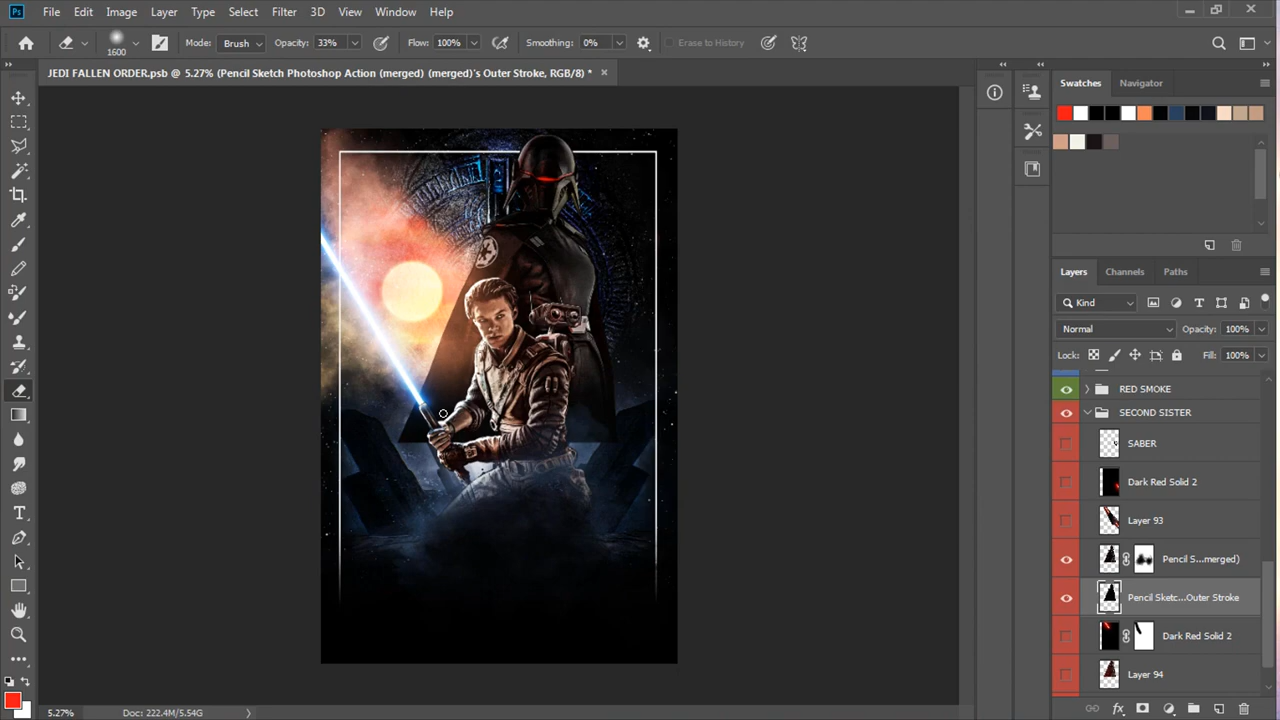 Ps File Edit Image Layer Type Select Filter 3D View Window Help
1600 Mode: Brush Opacity: 33% Flow: 100% Smoothing: 0% Erase to History
JEDI FALLEN ORDER.psb @ 5.27% (Pencil Sketch Photoshop Action (merged) (merged)'s Outer Stroke, RGB/8) *
Swatches Navigator
Layers Channels Paths
Kind
Normal Opacity: 100%
Lock: Fill: 100%
RED SMOKE
SECOND SISTER
SABER
Dark Red Solid 2
Layer 93
Pencil S...merged)
Pencil Sketc...Outer Stroke
Dark Red Solid 2
Layer 94
5.27% Doc: 222.4M/5.54G